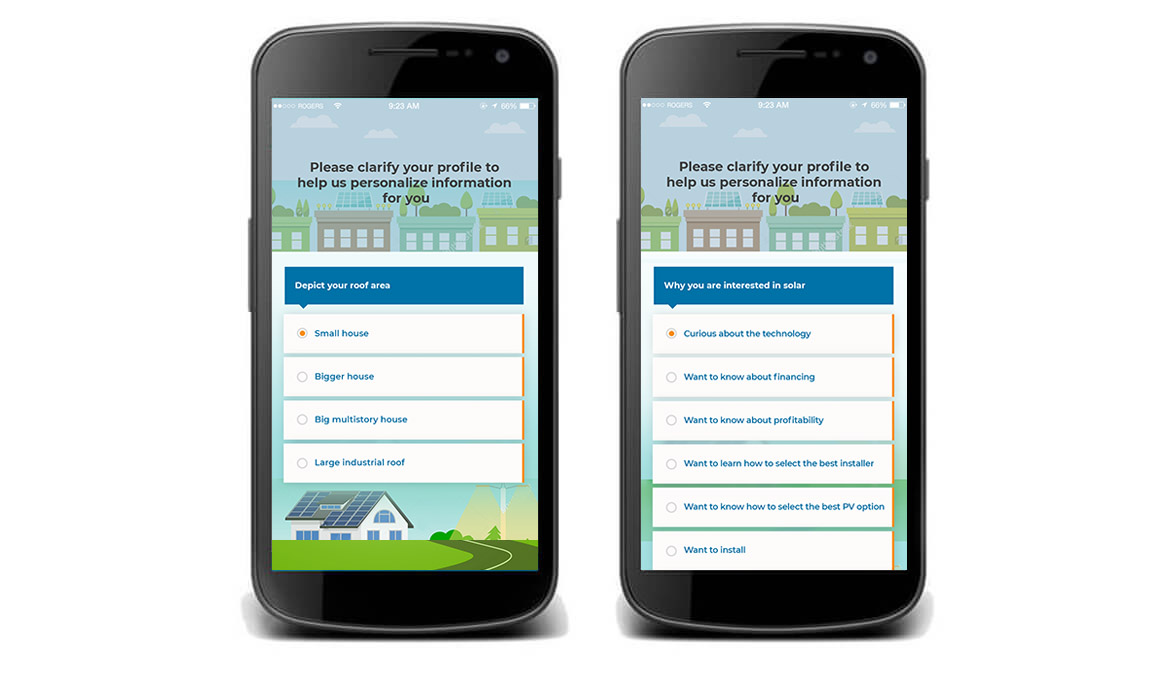 ROGERS 9:23 AM 66%
Please clarify your profile to
help us personalize information
for you
Depict your roof area
Small house
Bigger house
Big multistory house
Large industrial roof
ROGERS 9:23 AM 66%
Please clarify your profile to
help us personalize information
for you
Why you are interested in solar
Curious about the technology
Want to know about financing
Want to know about profitability
Want to learn how to select the best installer
Want to know how to select the best PV option
Want to install